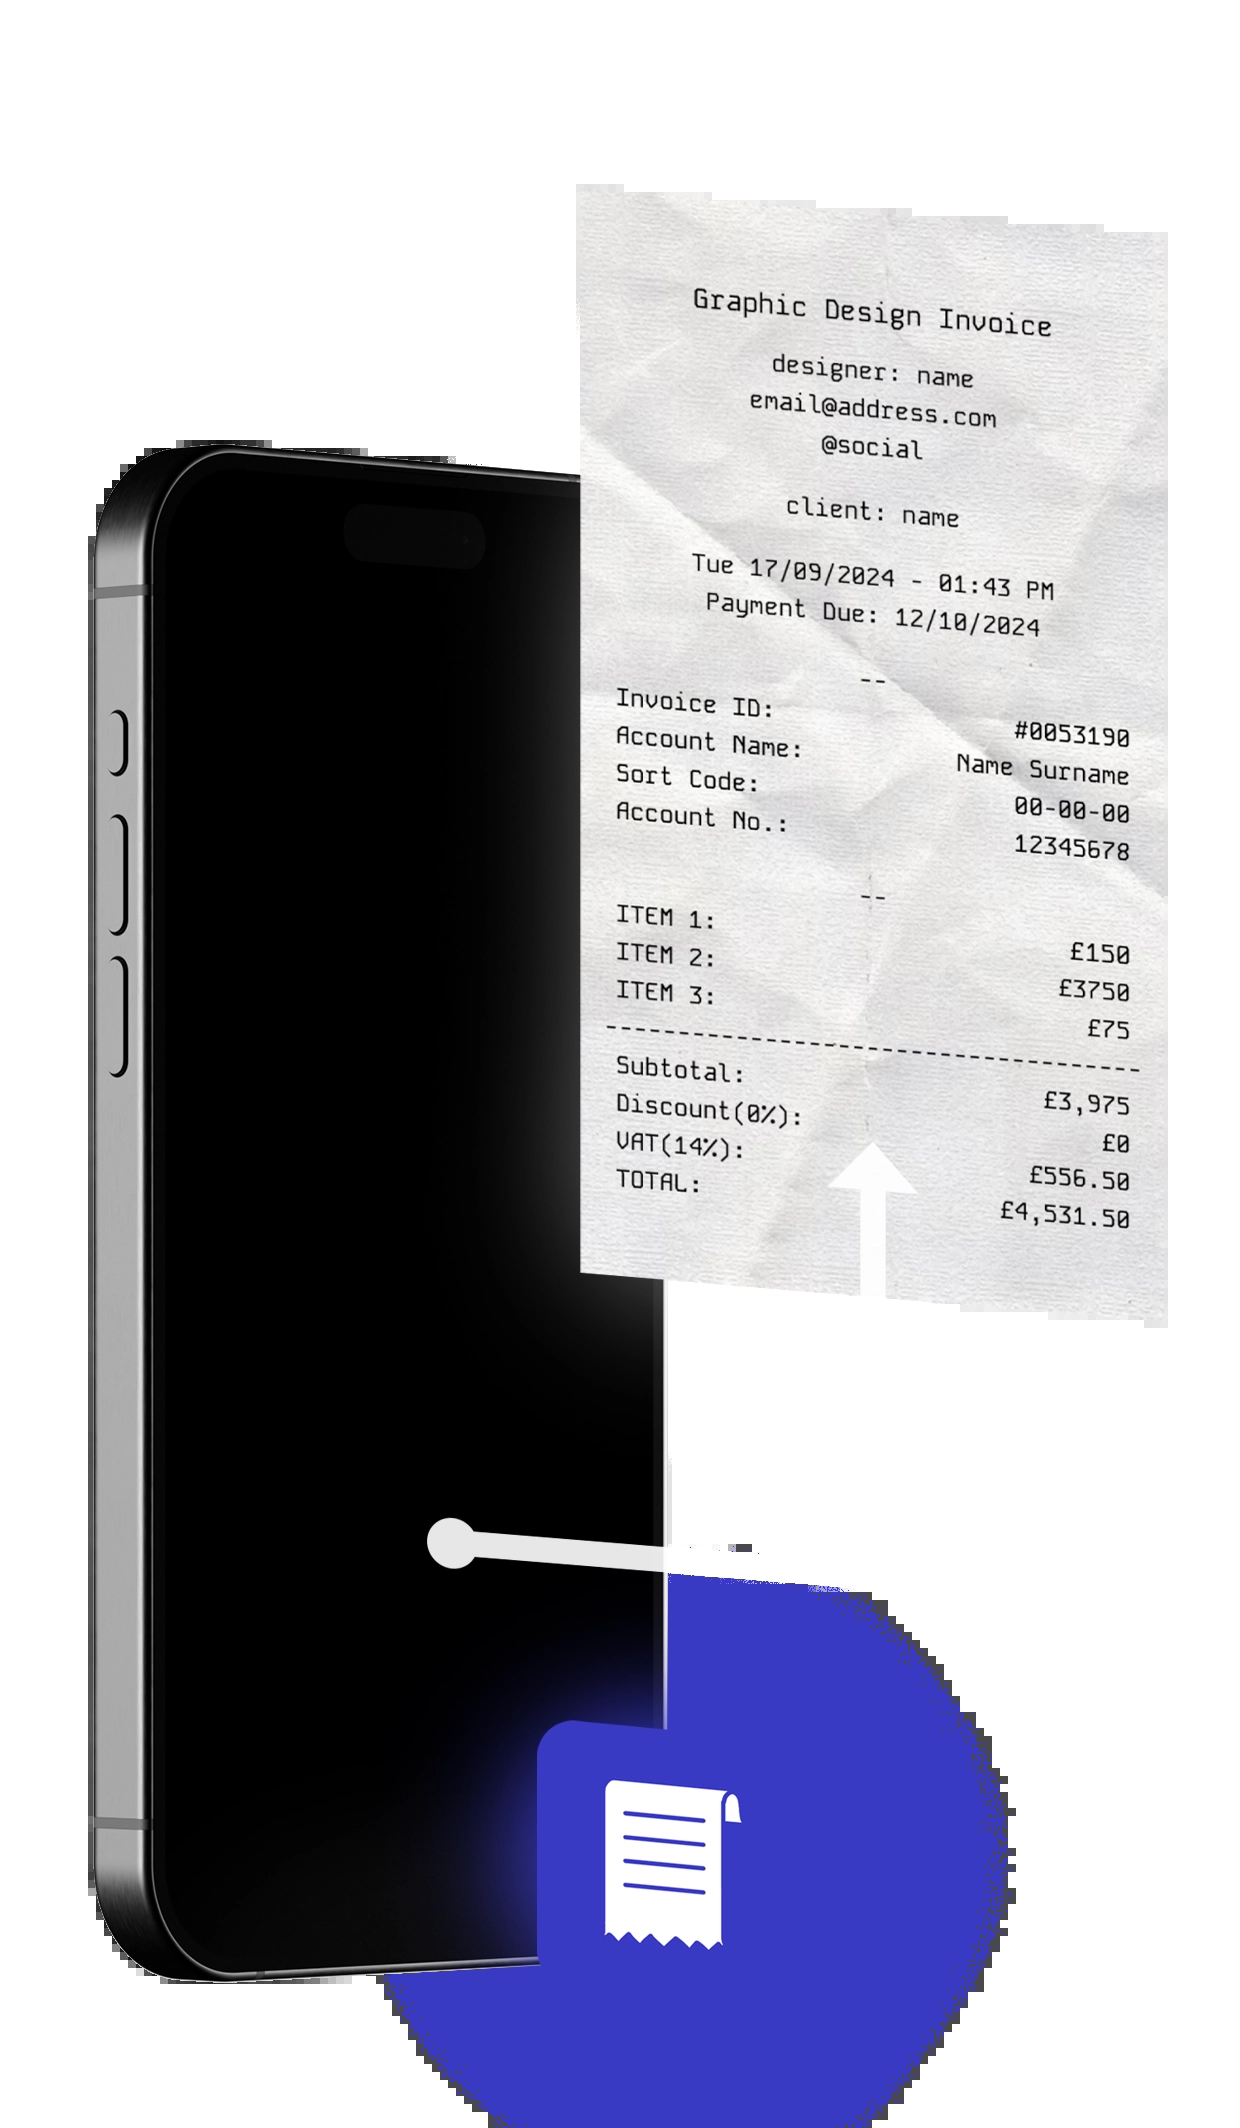 Graphic Design Invoice
designer: name
email@address.com
@social
client: name
Tue 17/09/2024 - 01:43 PM
Payment Due: 12/10/2024
--
Invoice ID: #0053190
Account Name: Name Surname
Sort Code: 00-00-00
Account No.: 12345678
--
ITEM 1: £150
ITEM 2: £3750
ITEM 3: £75
-------------------------------------
Subtotal: £3,975
Discount(0%): £0
VAT(14%): £556.50
TOTAL: £4,531.50